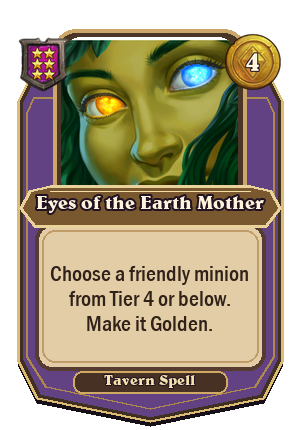 4
Eyes of the Earth Mother
Choose a friendly minion
from Tier 4 or below.
Make it Golden.
Tavern Spell